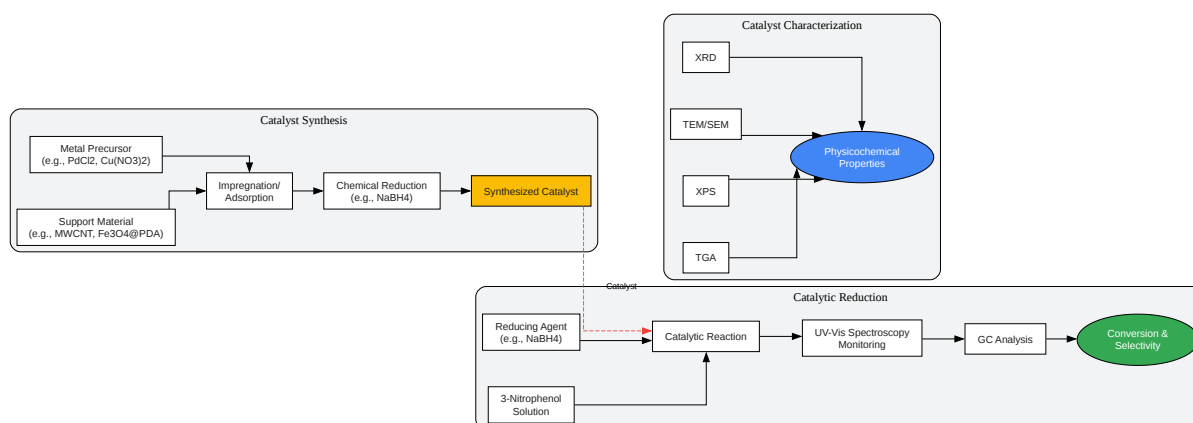 Catalyst Synthesis
Metal Precursor
(e.g., PdCl2, Cu(NO3)2)
Support Material
(e.g., MWCNT, Fe3O4@PDA)
Impregnation/
Adsorption
Chemical Reduction
(e.g., NaBH4)
Synthesized Catalyst
Catalyst Characterization
XRD
TEM/SEM
XPS
TGA
Physicochemical
Properties
Catalyst
Catalytic Reduction
Reducing Agent
(e.g., NaBH4)
3-Nitrophenol
Solution
Catalytic Reaction
UV-Vis Spectroscopy
Monitoring
GC Analysis
Conversion &
Selectivity